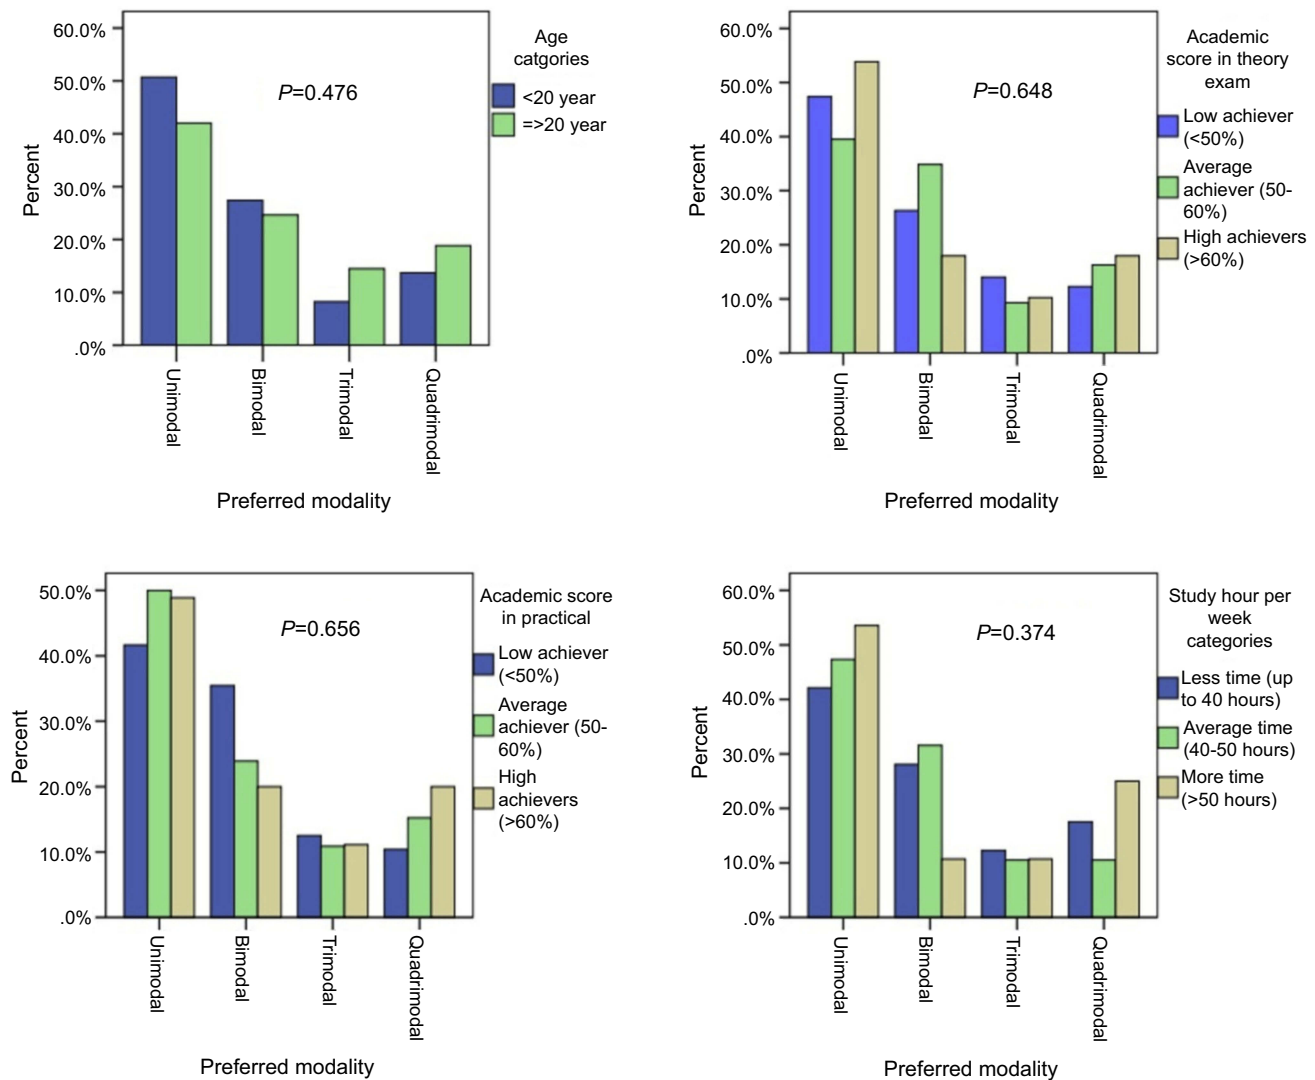 60.0%
50.0%
40.0%
30.0%
20.0%
10.0%
.0%
Percent
P=0.476
Age
catgories
<20 year
=>20 year
Unimodal
Bimodal
Trimodal
Quadrimodal
Preferred modality
60.0%
50.0%
40.0%
30.0%
20.0%
10.0%
.0%
Percent
P=0.648
Academic
score in theory
exam
Low achiever
(<50%)
Average
achiever (50-
60%)
High achievers
(>60%)
Unimodal
Bimodal
Trimodal
Quadrimodal
Preferred modality
50.0%
40.0%
30.0%
20.0%
10.0%
.0%
Percent
P=0.656
Academic score
in practical
Low achiever
(<50%)
Average
achiever (50-
60%)
High
achievers
(>60%)
Unimodal
Bimodal
Trimodal
Quadrimodal
Preferred modality
60.0%
50.0%
40.0%
30.0%
20.0%
10.0%
.0%
Percent
P=0.374
Study hour per
week
categories
Less time (up
to 40 hours)
Average time
(40-50 hours)
More time
(>50 hours)
Unimodal
Bimodal
Trimodal
Quadrimodal
Preferred modality